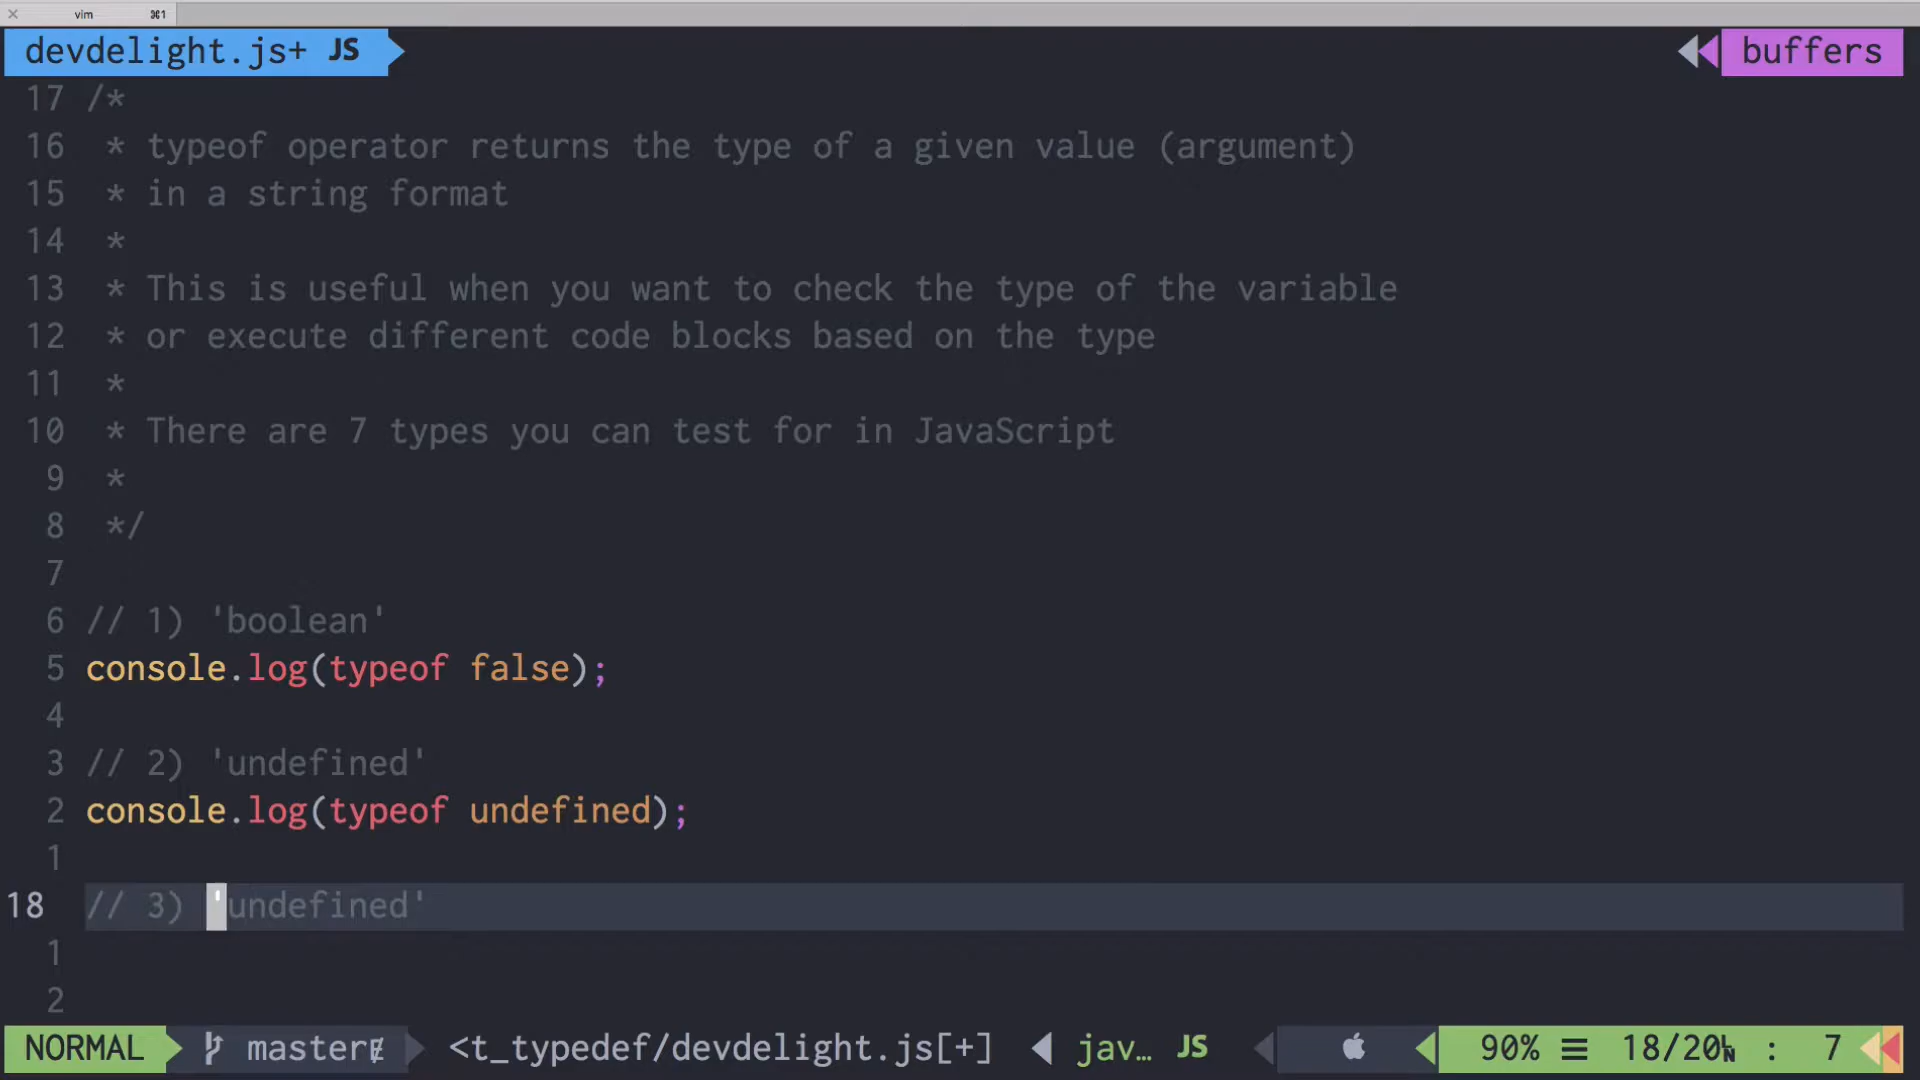 vim ⌘1
devdelight.js+ JS buffers
17 /*
16  * typeof operator returns the type of a given value (argument)
15  * in a string format
14  *
13  * This is useful when you want to check the type of the variable
12  * or execute different code blocks based on the type
11  *
10  * There are 7 types you can test for in JavaScript
9  *
8  */
7
6 // 1) 'boolean'
5 console.log(typeof false);
4
3 // 2) 'undefined'
2 console.log(typeof undefined);
1
18 // 3) 'undefined'
1
2
NORMAL master <t_typedef/devdelight.js[+] jav… JS 90% ☰ 18/20 : 7